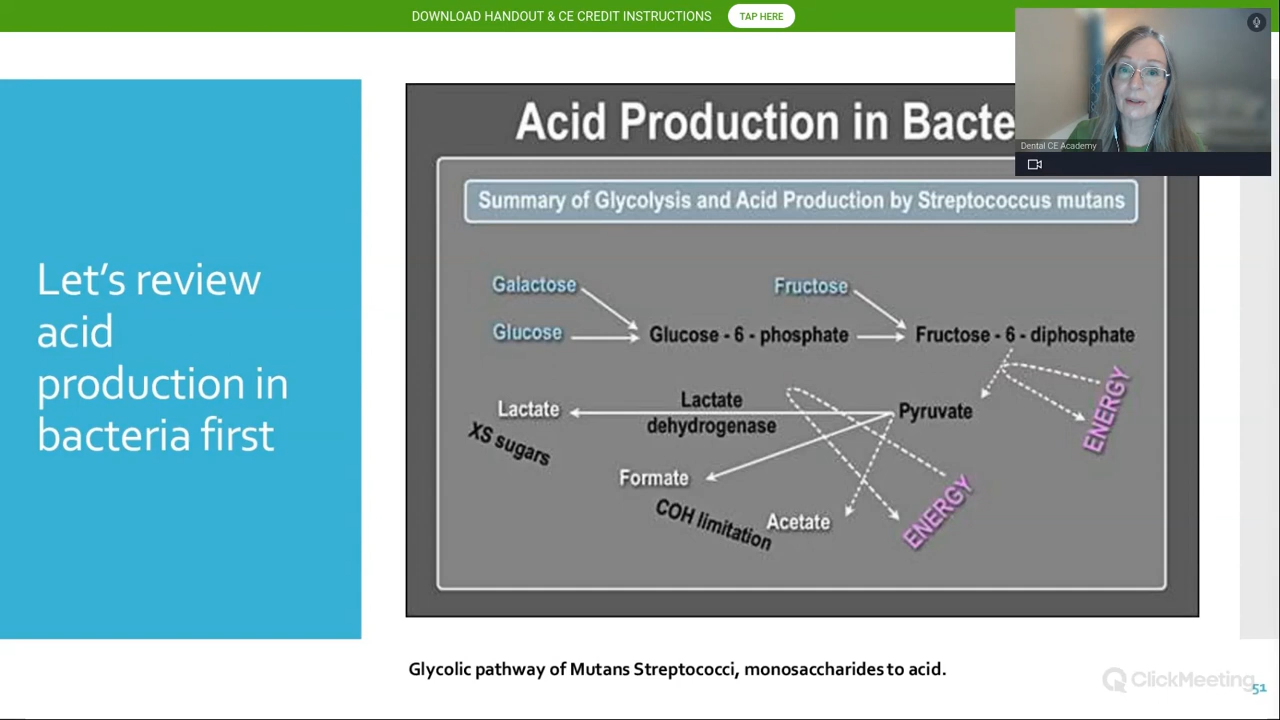 DOWNLOAD HANDOUT & CE CREDIT INSTRUCTIONS
TAP HERE
Dental CE Academy
Let's review
acid
production in
bacteria first
Acid Production in Bacte
Summary of Glycolysis and Acid Production by Streptococcus mutans
Galactose
Fructose
Glucose
Glucose - 6 - phosphate
Fructose - 6 - diphosphate
Lactate
Lactate
dehydrogenase
Pyruvate
ENERGY
XS sugars
Formate
COH limitation
Acetate
ENERGY
Glycolic pathway of Mutans Streptococci, monosaccharides to acid.
ClickMeeting
51